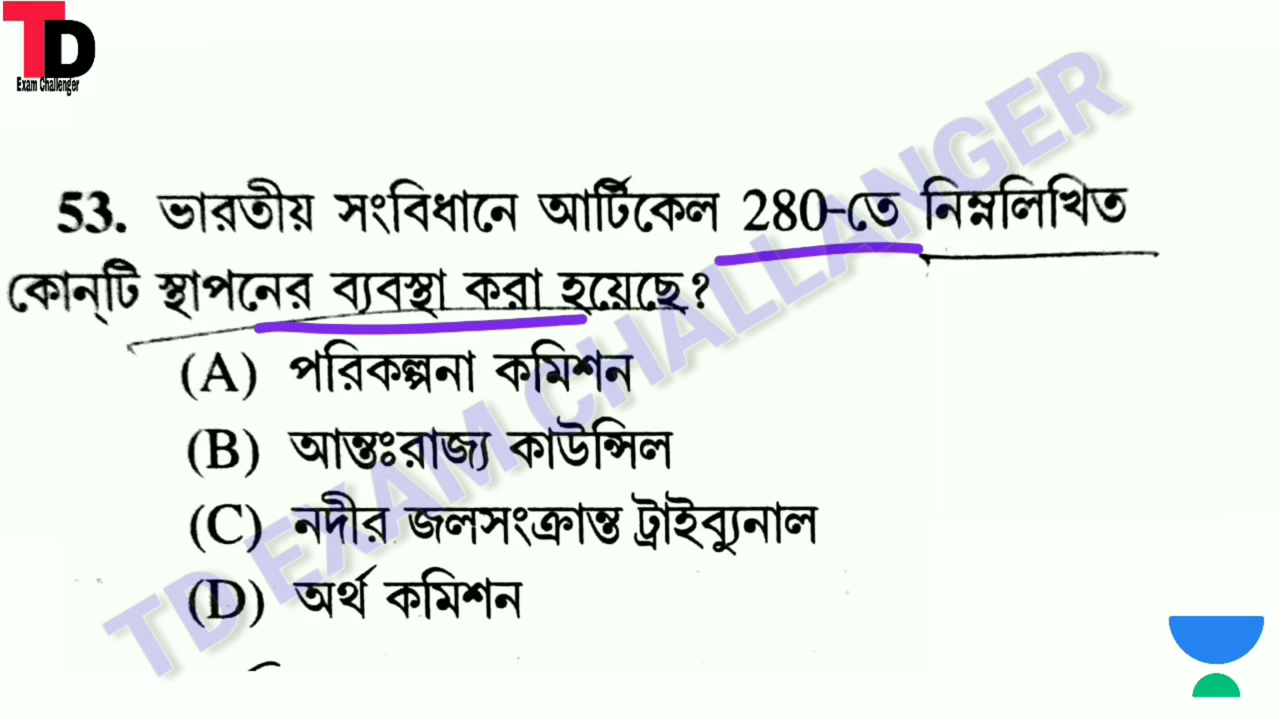 TD
Exam Challenger
53. ভারতীয় সংবিধানে আর্টিকেল 280-তে নিম্নলিখিত
কোন্‌টি স্থাপনের ব্যবস্থা করা হয়েছে?
(A) পরিকল্পনা কমিশন
(B) আন্তঃরাজ্য কাউন্সিল
(C) নদীর জলসংক্রান্ত ট্রাইব্যুনাল
(D) অর্থ কমিশন
TD EXAM CHALLANGER